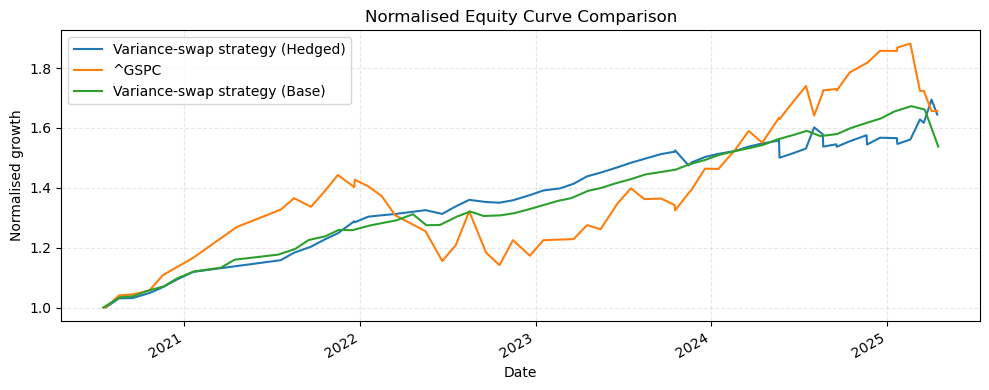 Normalised Equity Curve Comparison
Variance-swap strategy (Hedged)
^GSPC
Variance-swap strategy (Base)
Normalised growth
1.8
1.6
1.4
1.2
1.0
2021
2022
2023
2024
2025
Date